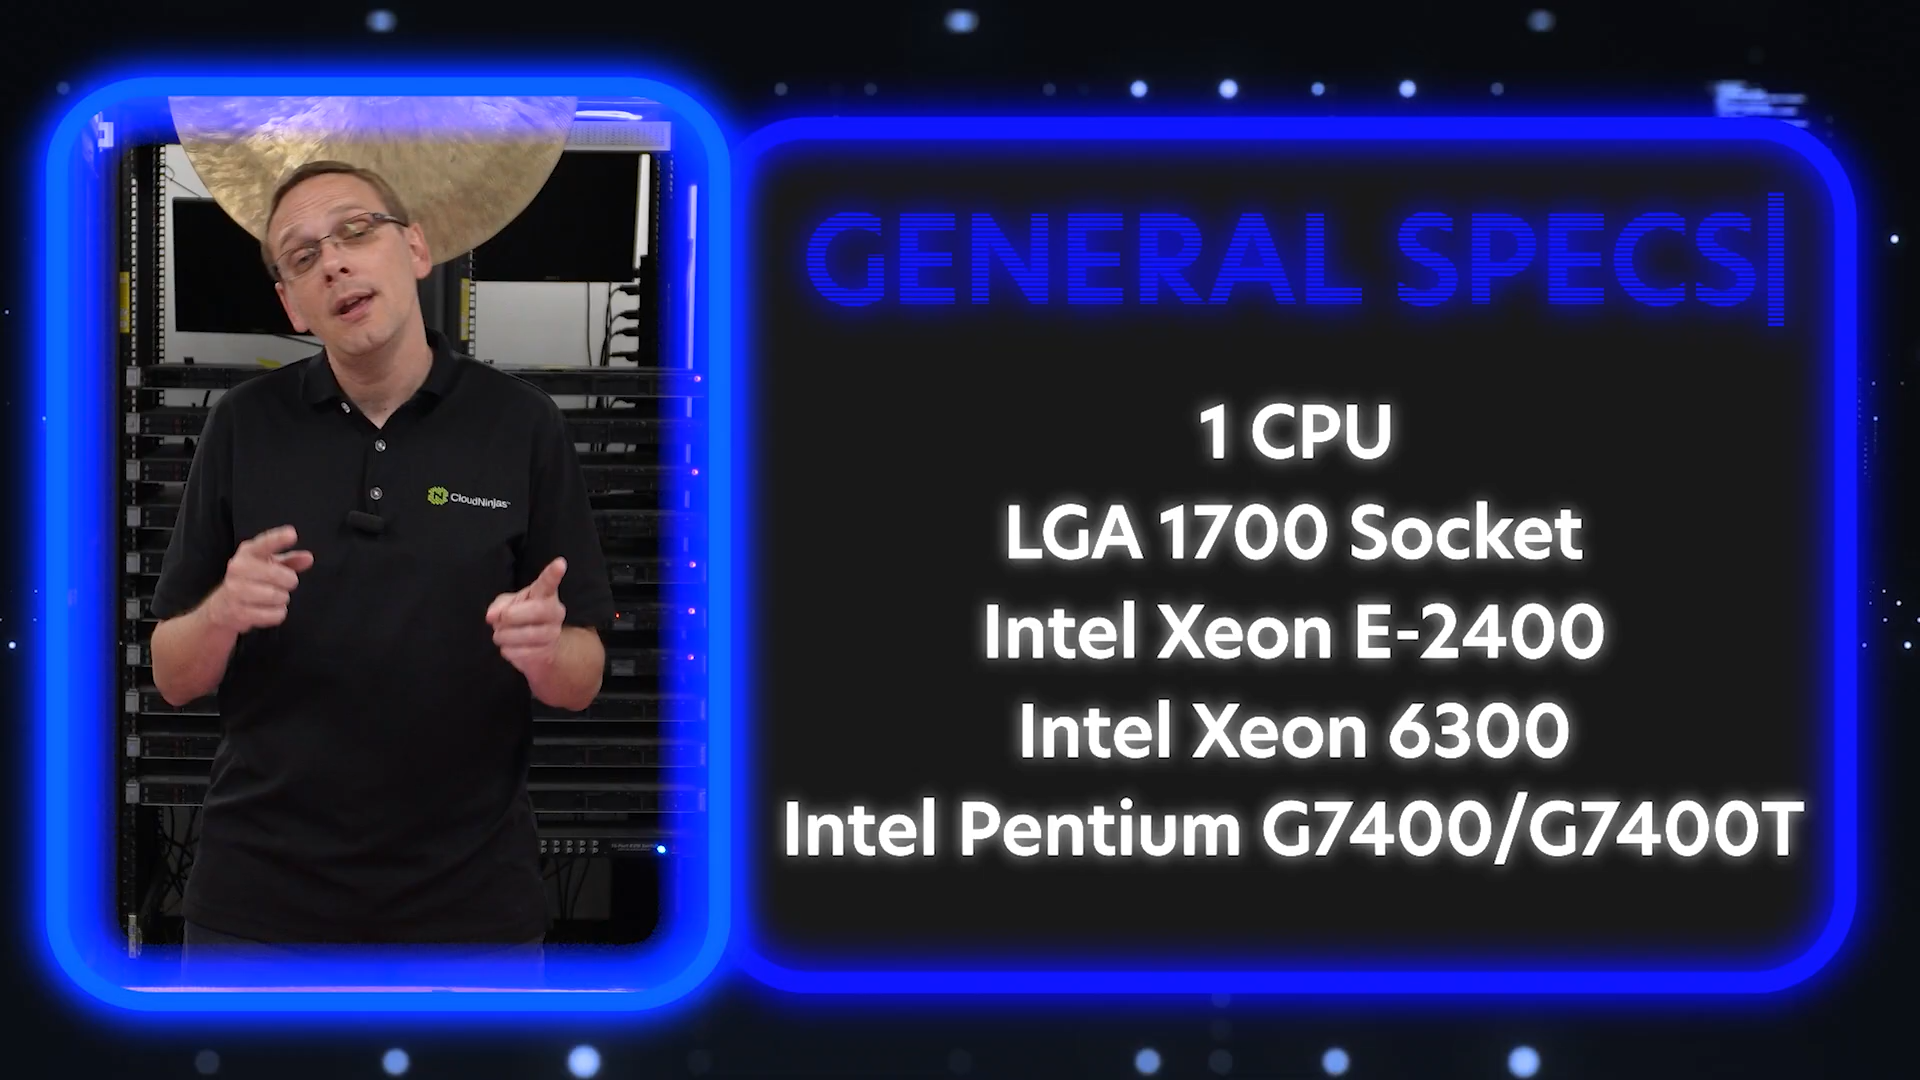 GENERAL SPECS
1 CPU
LGA 1700 Socket
Intel Xeon E-2400
Intel Xeon 6300
Intel Pentium G7400/G7400T
CloudNinjas